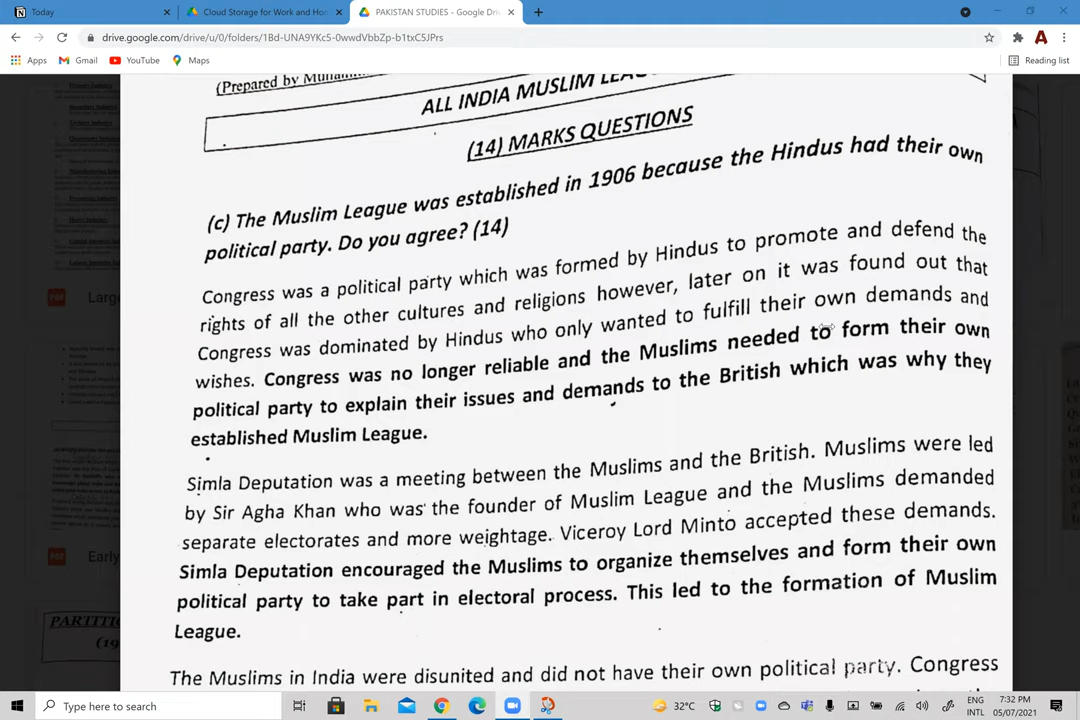 Today
Cloud Storage for Work and Hom
PAKISTAN STUDIES - Google Driv
drive.google.com/drive/u/0/folders/1Bd-UNA9YKc5-0wwdVbbZp-b1txC5JPrs
Apps
Gmail
YouTube
Maps
Reading list
(Prepared by
ALL INDIA MUSLIM LEA
(14) MARKS QUESTIONS
(c) The Muslim League was established in 1906 because the Hindus had their own
political party. Do you agree? (14)
Congress was a political party which was formed by Hindus to promote and defend the
rights of all the other cultures and religions however, later on it was found out that
Congress was dominated by Hindus who only wanted to fulfill their own demands and
wishes. Congress was no longer reliable and the Muslims needed to form their own
political party to explain their issues and demands to the British which was why they
established Muslim League.
Simla Deputation was a meeting between the Muslims and the British. Muslims were led
by Sir Agha Khan who was the founder of Muslim League and the Muslims demanded
separate electorates and more weightage. Viceroy Lord Minto accepted these demands.
Simla Deputation encouraged the Muslims to organize themselves and form their own
political party to take part in electoral process. This led to the formation of Muslim
League.
The Muslims in India were disunited and did not have their own political party. Congress
Large
Early
PARTITI
(19
Type here to search
32°C
ENG
INTL
7:32 PM
05/07/2021